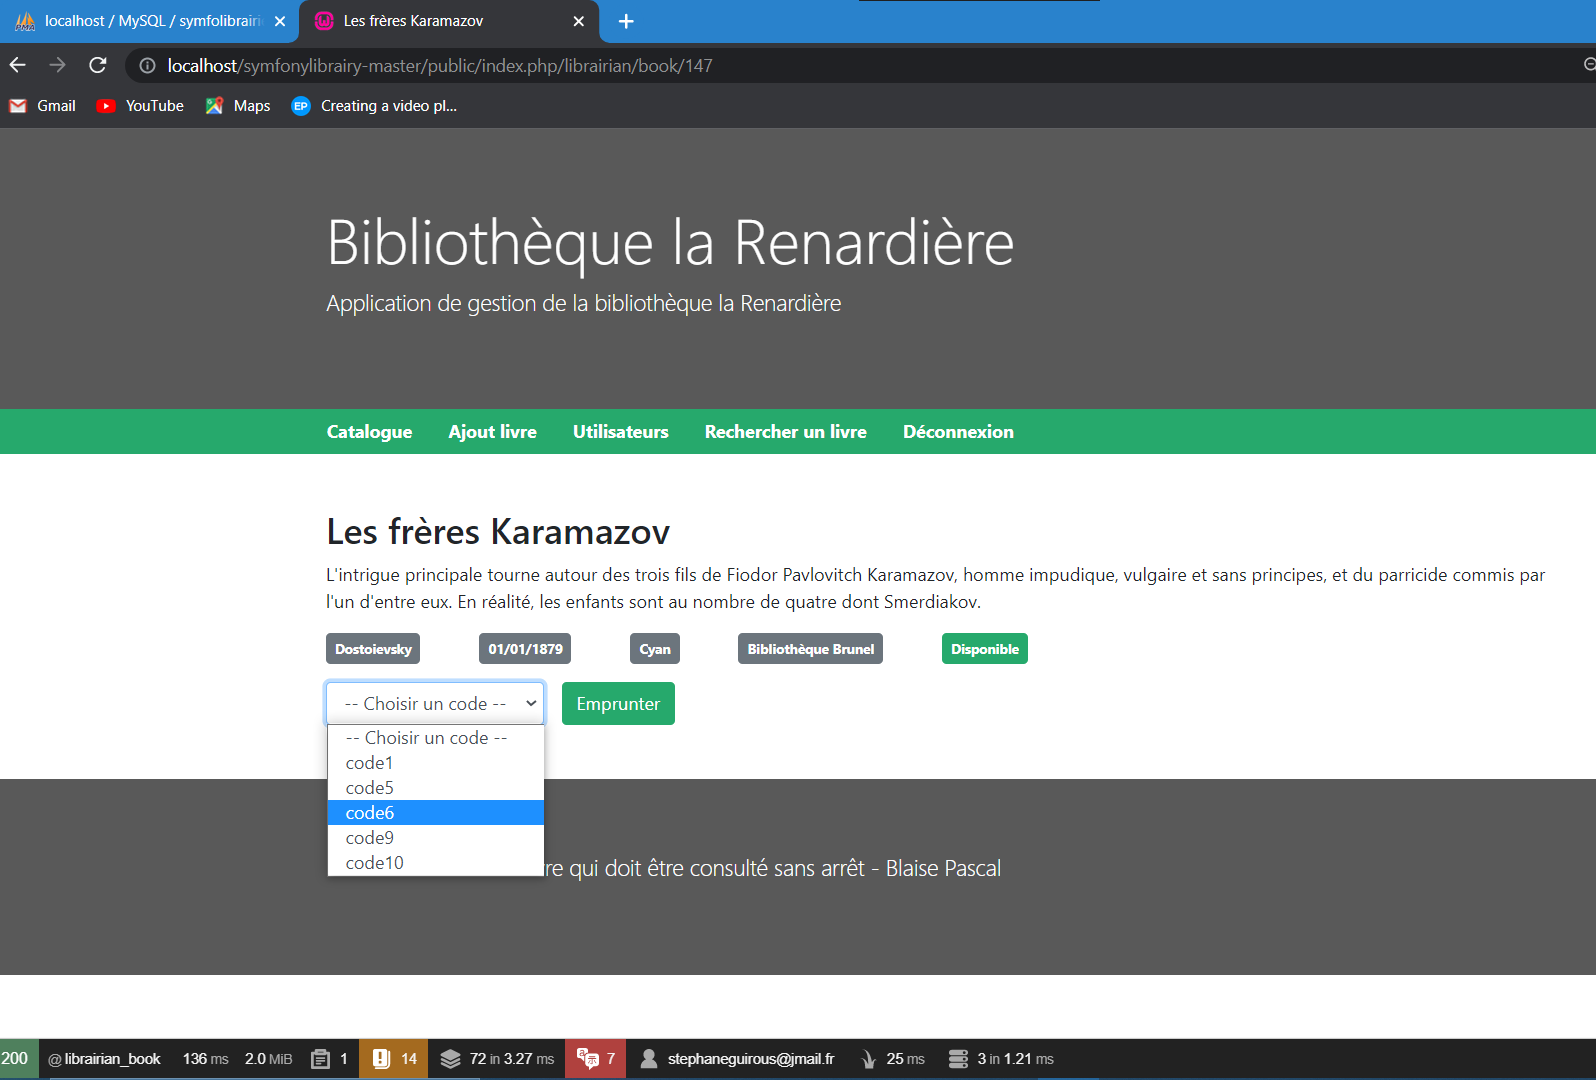 localhost / MySQL / symfolibrairi
Les frères Karamazov
localhost/symfonylibrairy-master/public/index.php/librairian/book/147
Gmail YouTube Maps EP Creating a video pl...
Bibliothèque la Renardière
Application de gestion de la bibliothèque la Renardière
Catalogue Ajout livre Utilisateurs Rechercher un livre Déconnexion
Les frères Karamazov
L'intrigue principale tourne autour des trois fils de Fiodor Pavlovitch Karamazov, homme impudique, vulgaire et sans principes, et du parricide commis par
l'un d'entre eux. En réalité, les enfants sont au nombre de quatre dont Smerdiakov.
Dostoievsky 01/01/1879 Cyan Bibliothèque Brunel Disponible
-- Choisir un code -- Emprunter
-- Choisir un code --
code1
code5
code6
code9
code10
re qui doit être consulté sans arrêt - Blaise Pascal
200 @ librairian_book 136 ms 2.0 MiB 1 14 72 in 3.27 ms 7 stephaneguirous@jmail.fr 25 ms 3 in 1.21 ms